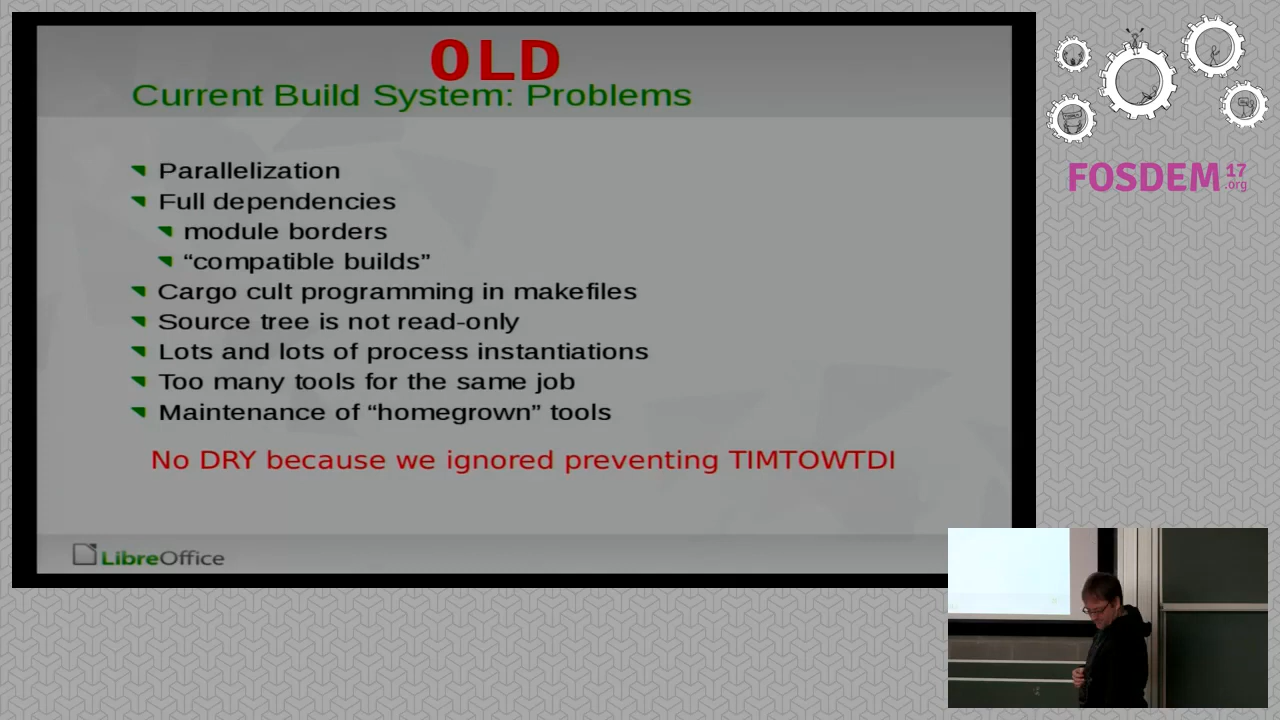 OLD
Current Build System: Problems
Parallelization
Full dependencies
module borders
“compatible builds”
Cargo cult programming in makefiles
Source tree is not read-only
Lots and lots of process instantiations
Too many tools for the same job
Maintenance of “homegrown” tools
No DRY because we ignored preventing TIMTOWTDI
LibreOffice
FOSDEM 17
.org